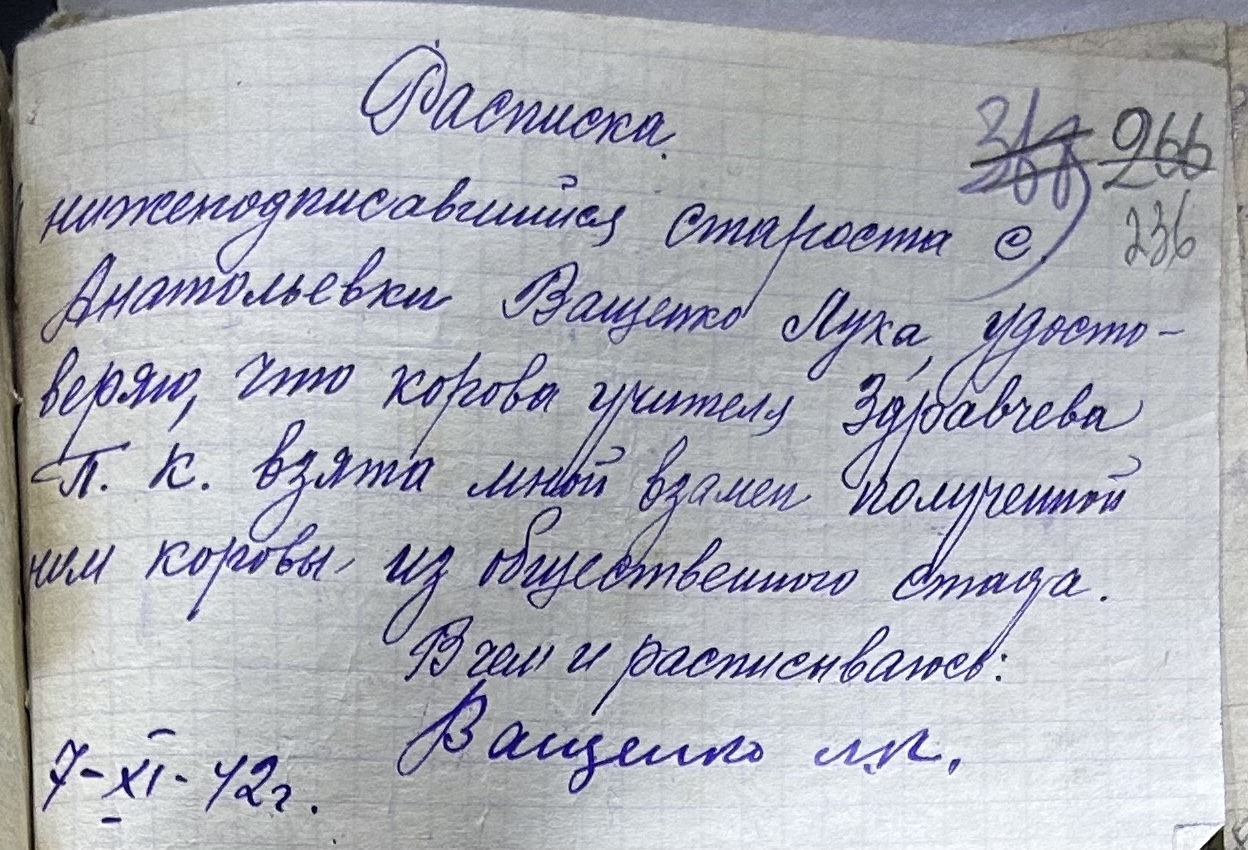 Расписка.
266
236
нижеподписавшийся староста с.
Анатольевки Ващенко Лука, удосто-
веряю, что корова учителя Здравчева
П. К. взята мной взамен полученной
им коровы из общественного стада.
В чем и расписываюсь:
Ващенко Л.К.
7-XI-42г.